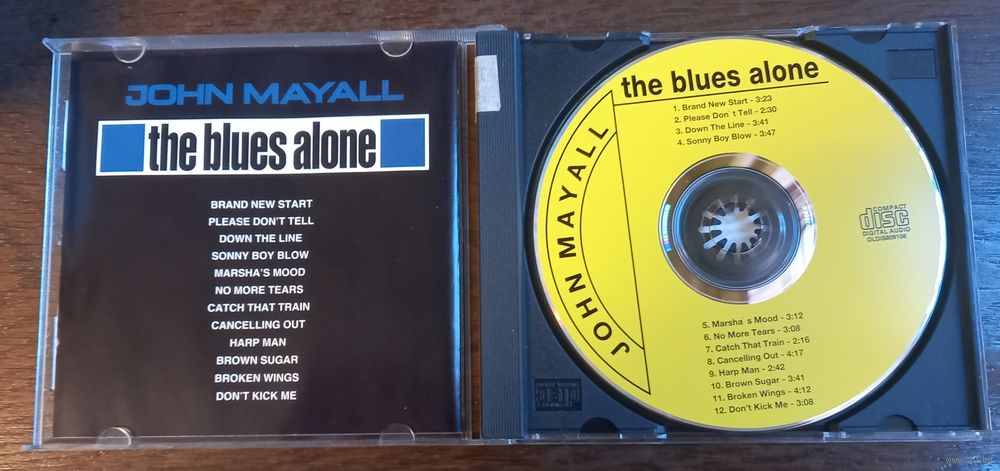 JOHN MAYALL
the blues alone
BRAND NEW START
PLEASE DON'T TELL
DOWN THE LINE
SONNY BOY BLOW
MARSHA'S MOOD
NO MORE TEARS
CATCH THAT TRAIN
CANCELLING OUT
HARP MAN
BROWN SUGAR
BROKEN WINGS
DON'T KICK ME
the blues alone
1. Brand New Start - 3:23
2. Please Don`t Tell - 2:30
3. Down The Line - 3:41
4. Sonny Boy Blow - 3:47
JOHN MAYALL
COMPACT
disc
DIGITAL AUDIO
OLDIS809106
5. Marsha`s Mood - 3:12
6. No More Tears - 3:08
7. Catch That Train - 2:16
8. Cancelling Out - 4:17
9. Harp Man - 2:42
10. Brown Sugar - 3:41
11. Broken Wings - 4:12
12. Don't Kick Me - 3:08